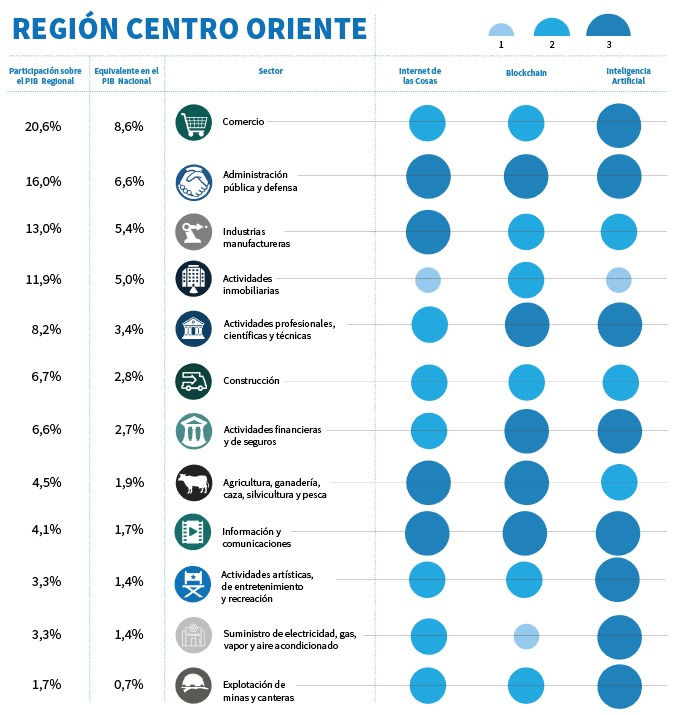 REGIÓN CENTRO ORIENTE
1 2 3
Participación sobre
el PIB Regional
Equivalente en el
PIB Nacional
Sector
Internet de
las Cosas
Blockchain
Inteligencia
Artificial
20,6% 8,6% Comercio
16,0% 6,6% Administración
pública y defensa
13,0% 5,4% Industrias
manufactureras
11,9% 5,0% Actividades
inmobiliarias
8,2% 3,4% Actividades profesionales,
científicas y técnicas
6,7% 2,8% Construcción
6,6% 2,7% Actividades financieras
y de seguros
4,5% 1,9% Agricultura, ganadería,
caza, silvicultura y pesca
4,1% 1,7% Información y
comunicaciones
3,3% 1,4% Actividades artísticas,
de entretenimiento
y recreación
3,3% 1,4% Suministro de electricidad, gas,
vapor y aire acondicionado
1,7% 0,7% Explotación de
minas y canteras